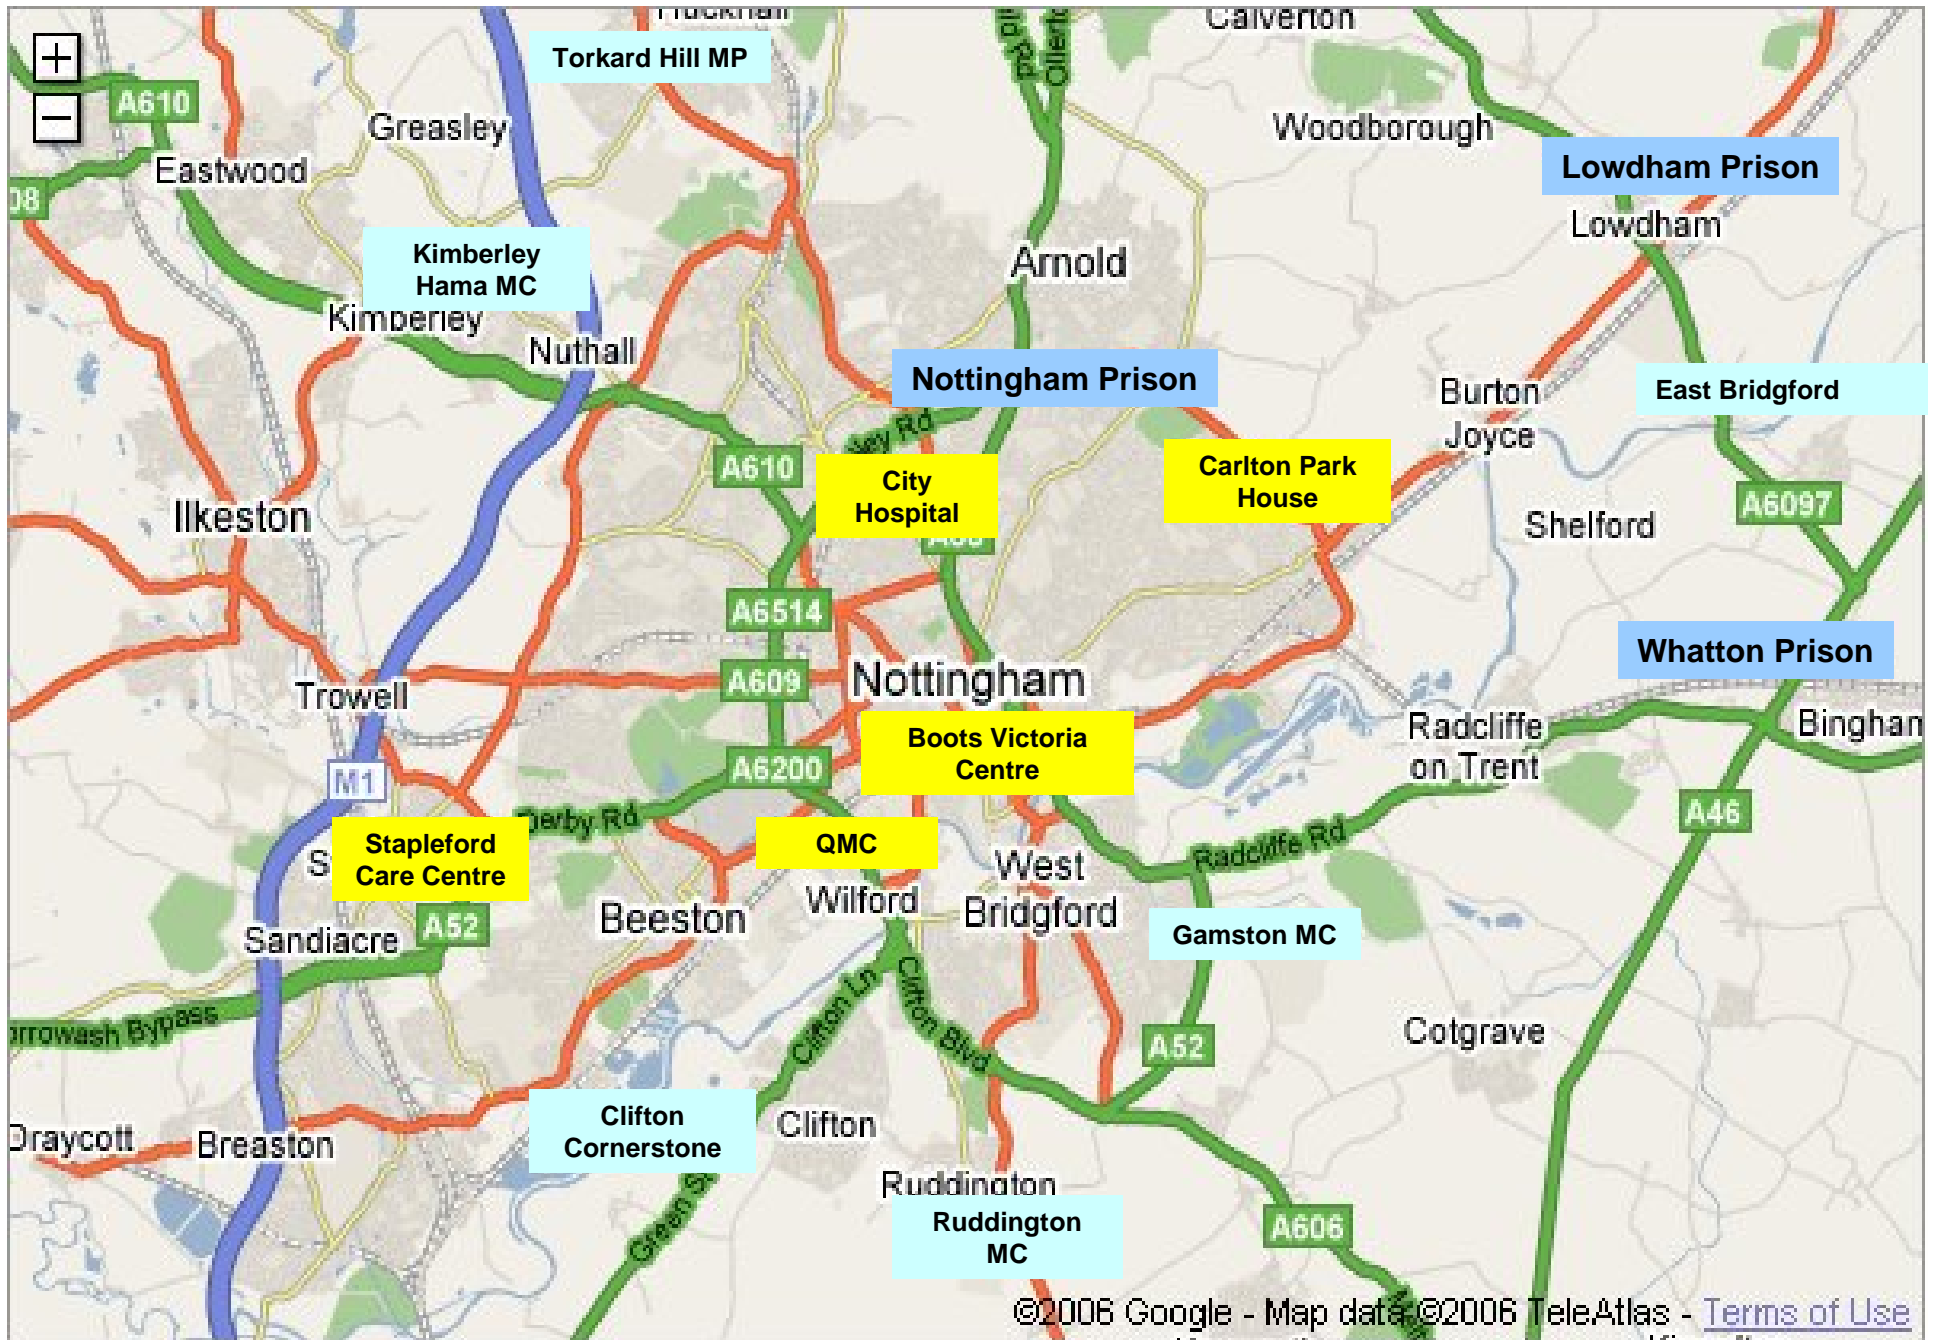 Calverton
Torkard Hill MP
+
−
A610
Greasley
Woodborough
Eastwood
Lowdham Prison
Lowdham
Kimberley
Hama MC
Arnold
Kimberley
Nuthall
Nottingham Prison
Burton
Joyce
East Bridgford
A610
City
Hospital
Carlton Park
House
A6097
Ilkeston
Shelford
A6514
A609
Nottingham
Whatton Prison
Trowell
Boots Victoria
Centre
Radcliffe
on Trent
Bingham
M1
A6200
A46
Derby Rd
Stapleford
Care Centre
QMC
Radcliffe Rd
West
Bridgford
Wilford
Beeston
A52
Sandiacre
Gamston MC
Clifton Ln
Clifton Blvd
arrowash Bypass
A52
Cotgrave
Clifton
Cornerstone
Clifton
Draycott
Breaston
Ruddington
Ruddington
MC
A606
©2006 Google - Map data ©2006 TeleAtlas - Terms of Use